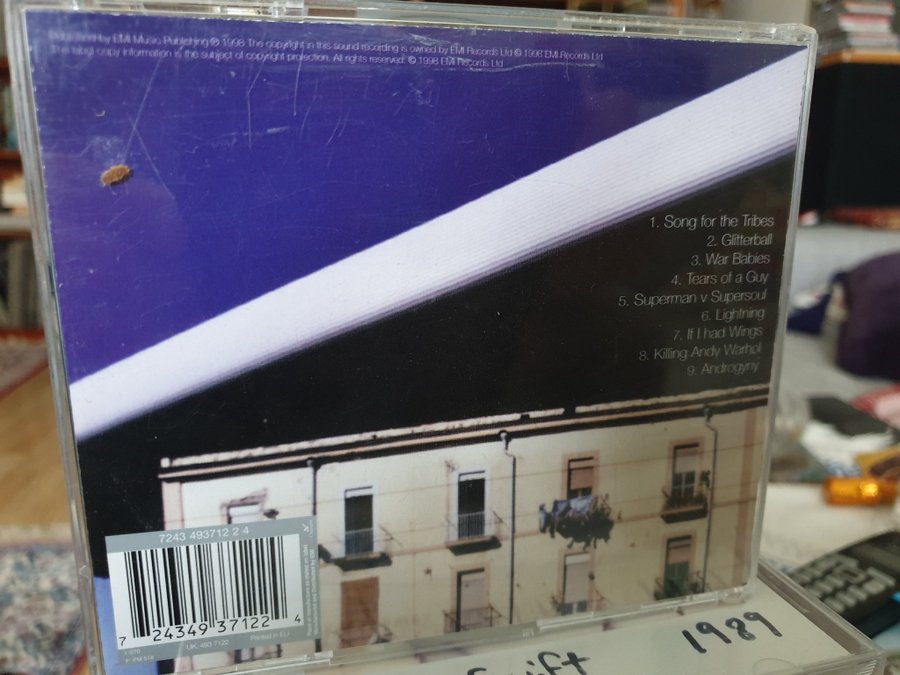 Published by EMI Music Publishing ℗ 1998 The copyright in this sound recording is owned by EMI Records Ltd © 1998 EMI Records Ltd
This label copy information is the subject of copyright protection. All rights reserved. © 1998 EMI Records Ltd
1. Song for the Tribes
2. Glitterball
3. War Babies
4. Tears of a Guy
5. Superman v Supersoul
6. Lightning
7. If I had Wings
8. Killing Andy Warhol
9. Androgyny
7243 493712 2 4
7 24349 37122 4
UK: 493 7122
Printed in EU
Swift 1989